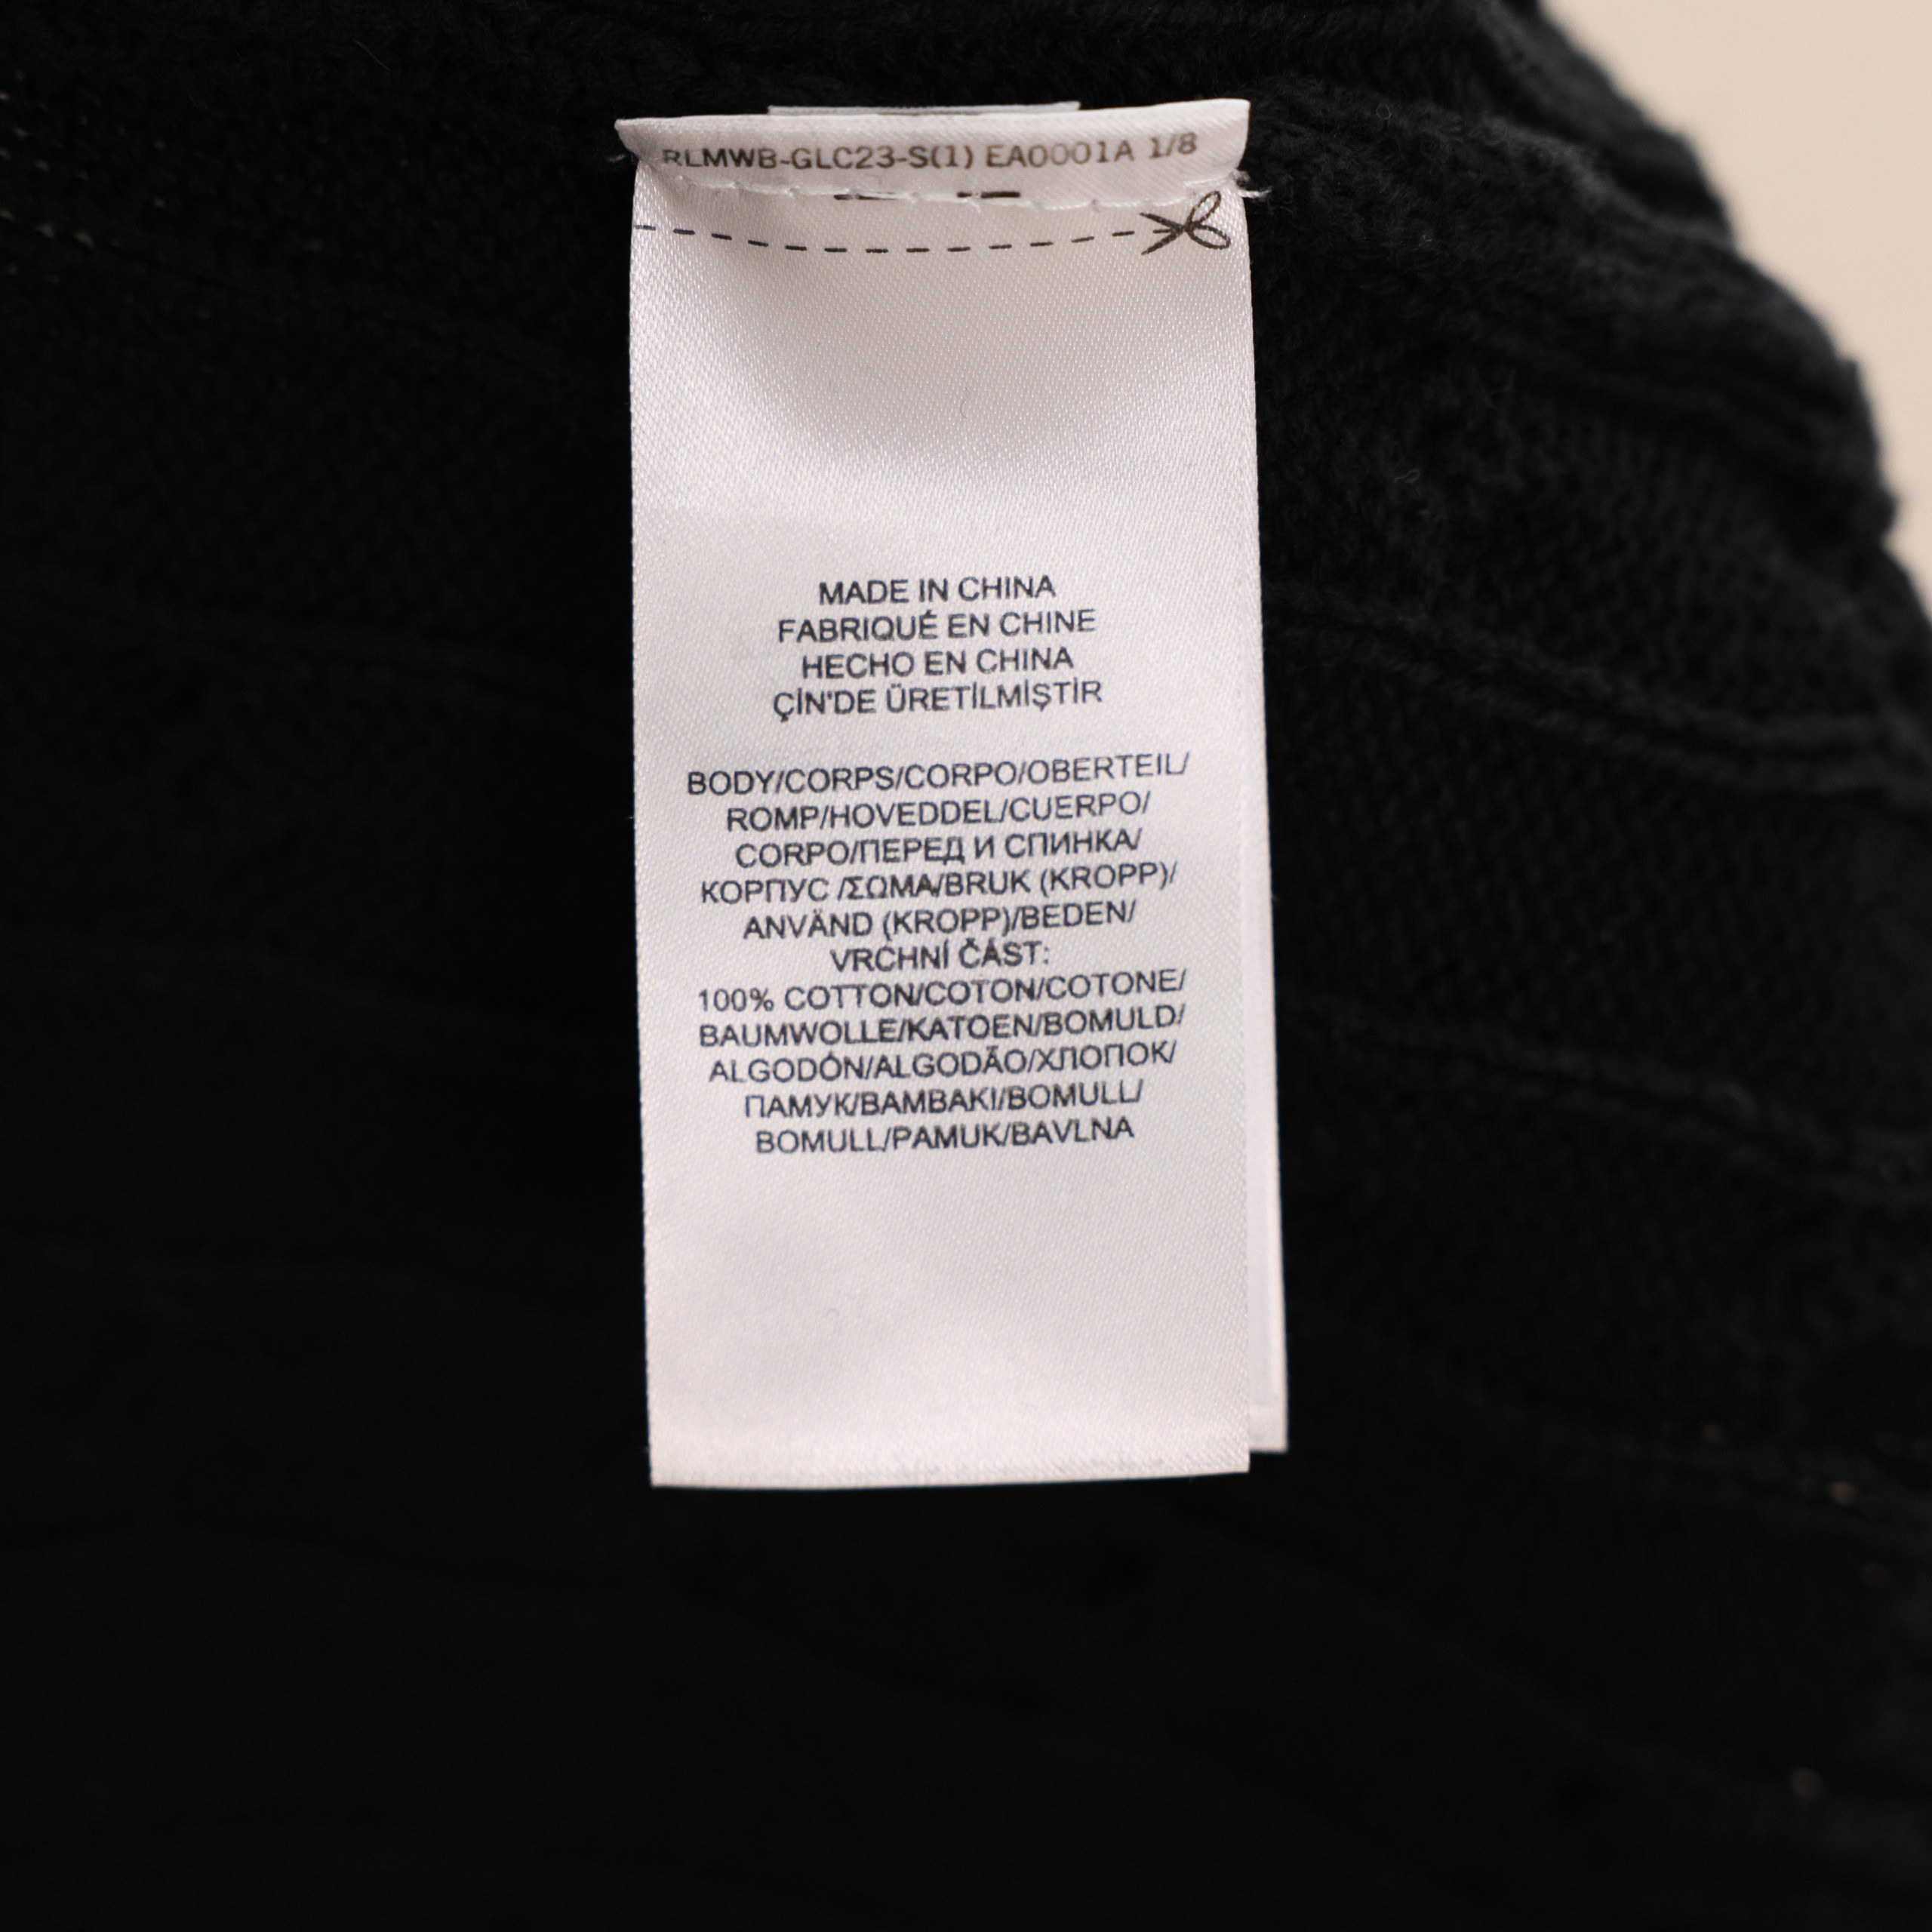 RLMWB-GLC23-S(1) EA0001A 1/8
MADE IN CHINA
FABRIQUÉ EN CHINE
HECHO EN CHINA
ÇİN'DE ÜRETİLMİŞTİR
BODY/CORPS/CORPO/OBERTEIL/
ROMP/HOVEDDEL/CUERPO/
CORPO/ПЕРЕД И СПИНКА/
КОРПУС /ΣΩΜΑ/BRUK (KROPP)/
ANVÄND (KROPP)/BEDEN/
VRCHNÍ ČÁST:
100% COTTON/COTON/COTONE/
BAUMWOLLE/KATOEN/BOMULD/
ALGODÓN/ALGODÃO/ХЛОПОК/
ПАМУК/ΒΑΜΒΑΚΙ/BOMULL/
BOMULL/PAMUK/BAVLNA